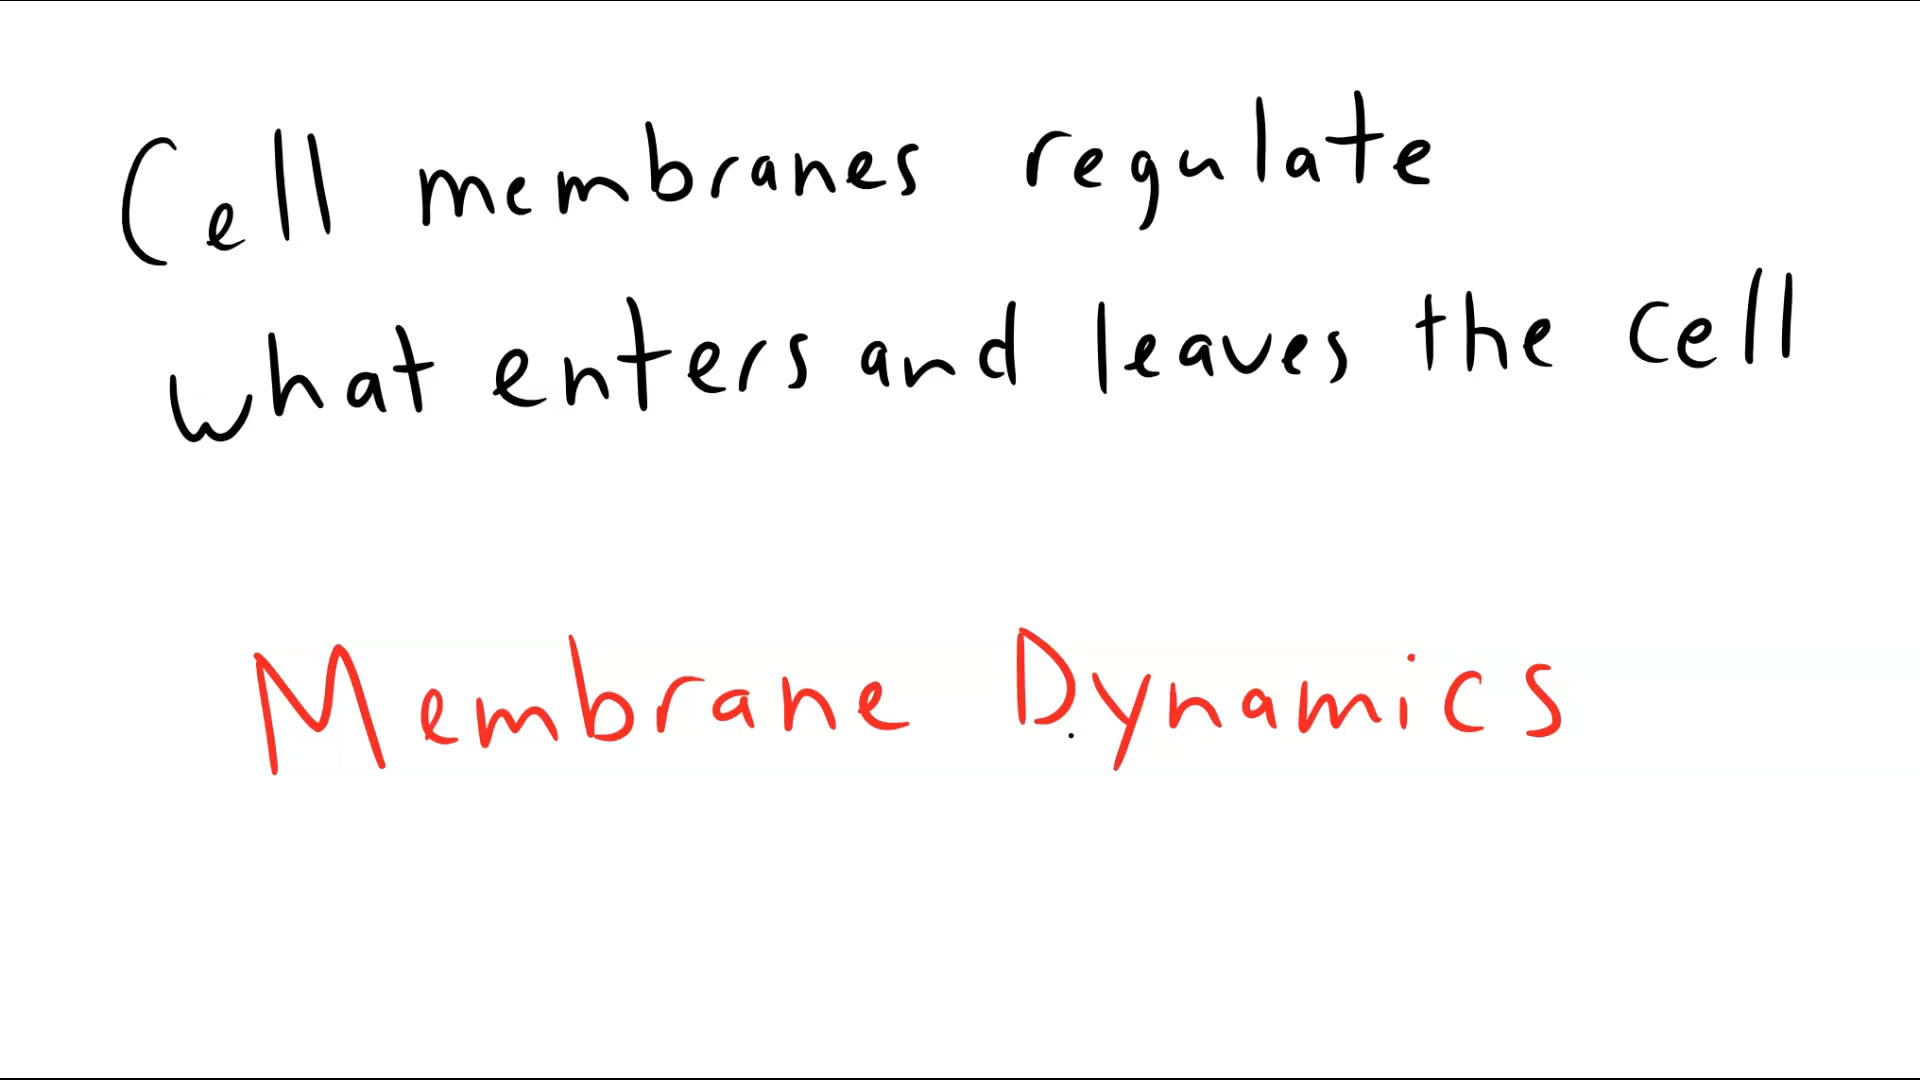 Cell membranes regulate
what enters and leaves the cell
Membrane Dynamics